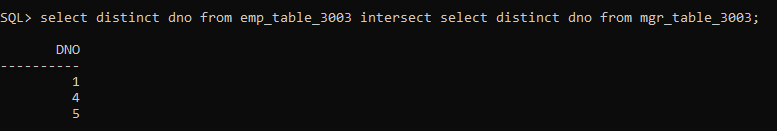 SQL> select distinct dno from emp_table_3003 intersect select distinct dno from mgr_table_3003;
DNO
----------
1
4
5